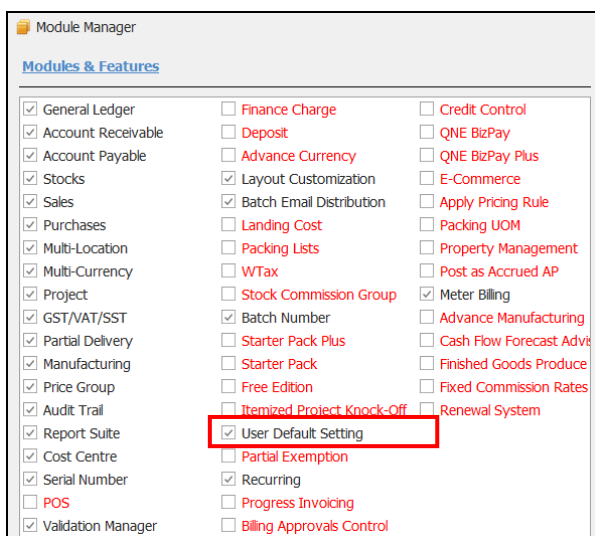 Module Manager
Modules & Features
General Ledger
Account Receivable
Account Payable
Stocks
Sales
Purchases
Multi-Location
Multi-Currency
Project
GST/VAT/SST
Partial Delivery
Manufacturing
Price Group
Audit Trail
Report Suite
Cost Centre
Serial Number
POS
Validation Manager
Finance Charge
Deposit
Advance Currency
Layout Customization
Batch Email Distribution
Landing Cost
Packing Lists
WTax
Stock Commission Group
Batch Number
Starter Pack Plus
Starter Pack
Free Edition
Itemized Project Knock-Off
User Default Setting
Partial Exemption
Recurring
Progress Invoicing
Billing Approvals Control
Credit Control
QNE BizPay
QNE BizPay Plus
E-Commerce
Apply Pricing Rule
Packing UOM
Property Management
Post as Accrued AP
Meter Billing
Advance Manufacturing
Cash Flow Forecast Advis
Finished Goods Produce
Fixed Commission Rates
Renewal System